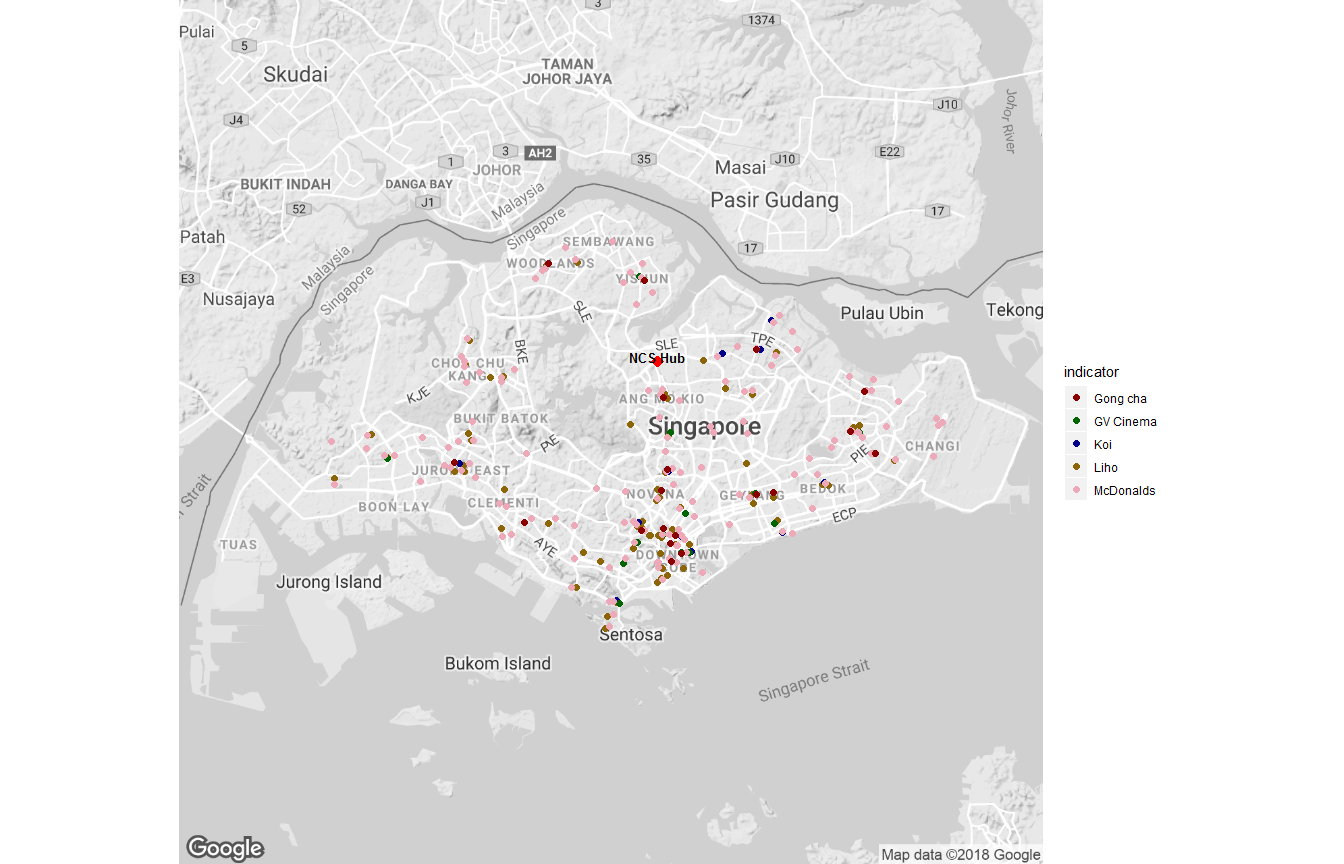 3
1374
Pulai
5
TAMAN
JOHOR JAYA
Skudai
J10
Johor River
J4
3
AH2
35
J10
E22
1
JOHOR
Masai
BUKIT INDAH
DANGA BAY
Malaysia
Singapore
J1
52
Pasir Gudang
17
Patah
SEMBAWANG
17
Malaysia
Singapore
WOODLANDS
YISHUN
E3
Nusajaya
SLE
Pulau Ubin
Tekong
SLE
TPE
BKE
NCS Hub
CHOA CHU
KANG
KJE
ANG MO KIO
BUKIT BATOK
Singapore
PIE
CHANGI
PIE
JURONG EAST
Strait
NOVENA
GEYLANG
BEDOK
CLEMENTI
BOON LAY
ECP
TUAS
AYE
DOWNTOWN
CORE
Jurong Island
Sentosa
Bukom Island
Singapore Strait
Google
Map data ©2018 Google
indicator
Gong cha
GV Cinema
Koi
Liho
McDonalds